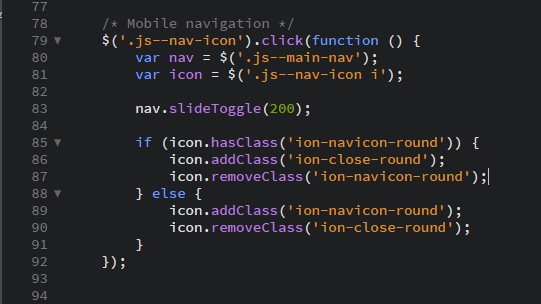 77
78 /* Mobile navigation */
79 ▼ $('.js--nav-icon').click(function () {
80 var nav = $('.js--main-nav');
81 var icon = $('.js--nav-icon i');
82
83 nav.slideToggle(200);
84
85 ▼ if (icon.hasClass('ion-navicon-round')) {
86 icon.addClass('ion-close-round');
87 icon.removeClass('ion-navicon-round');
88 ▼ } else {
89 icon.addClass('ion-navicon-round');
90 icon.removeClass('ion-close-round');
91 }
92 });
93
94